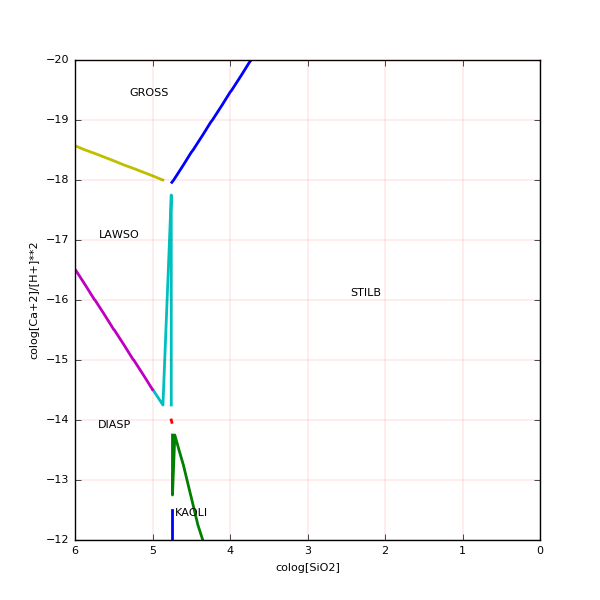 −20
GROSS
−19
−18
−17
LAWSO
colog[Ca+2]/[H+]**2
−16
STILB
−15
−14
DIASP
−13
KAOLI
−12
6 5 4 3 2 1 0
colog[SiO2]